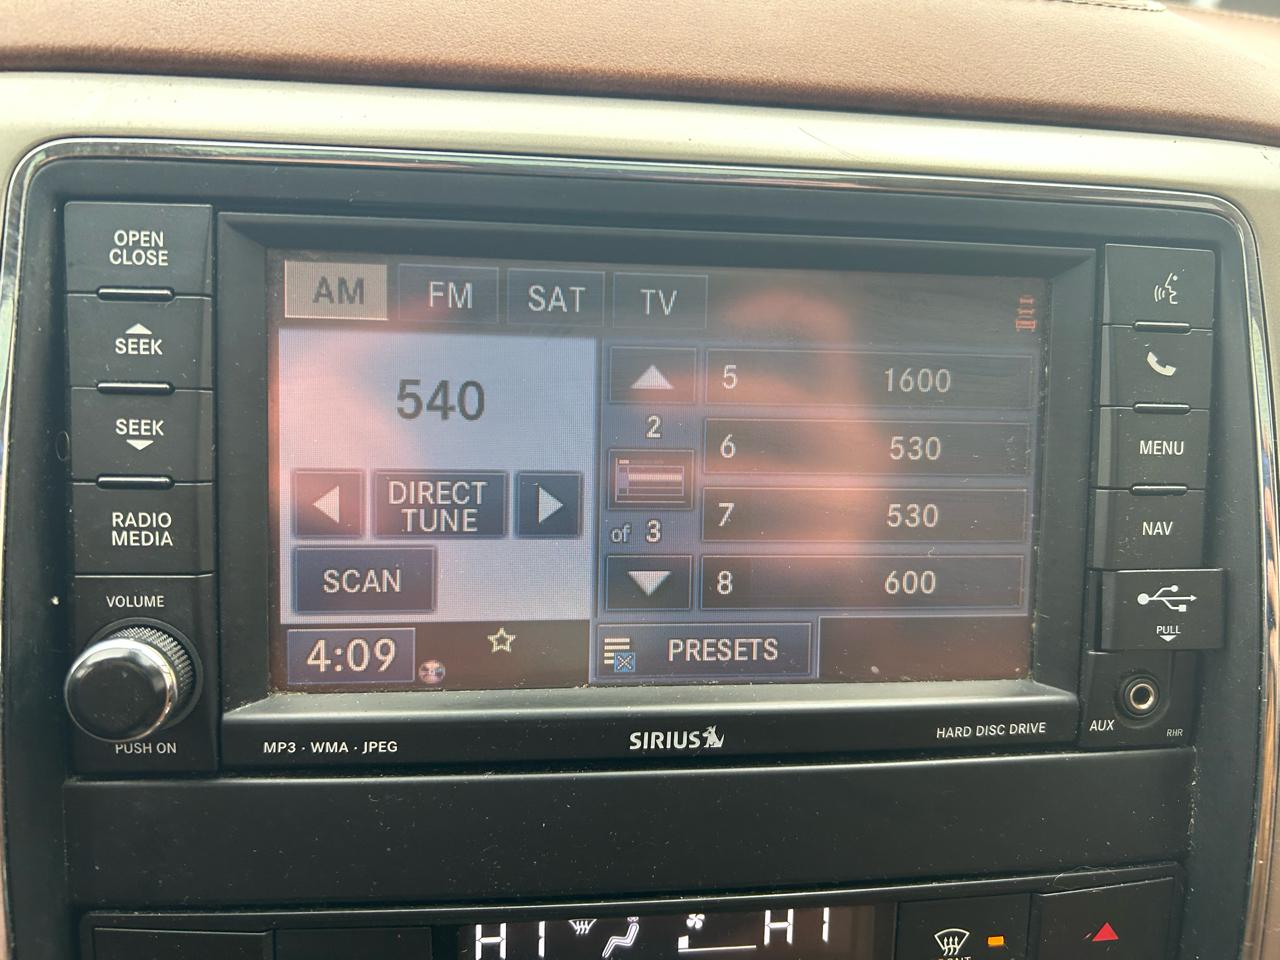 OPEN
CLOSE
SEEK
SEEK
RADIO
MEDIA
VOLUME
PUSH ON
AM FM SAT TV
540
DIRECT
TUNE
SCAN
4:09
2
of 3
5 1600
6 530
7 530
8 600
PRESETS
MENU
NAV
PULL
AUX
RHR
MP3 · WMA · JPEG
SIRIUS
HARD DISC DRIVE
HI HI